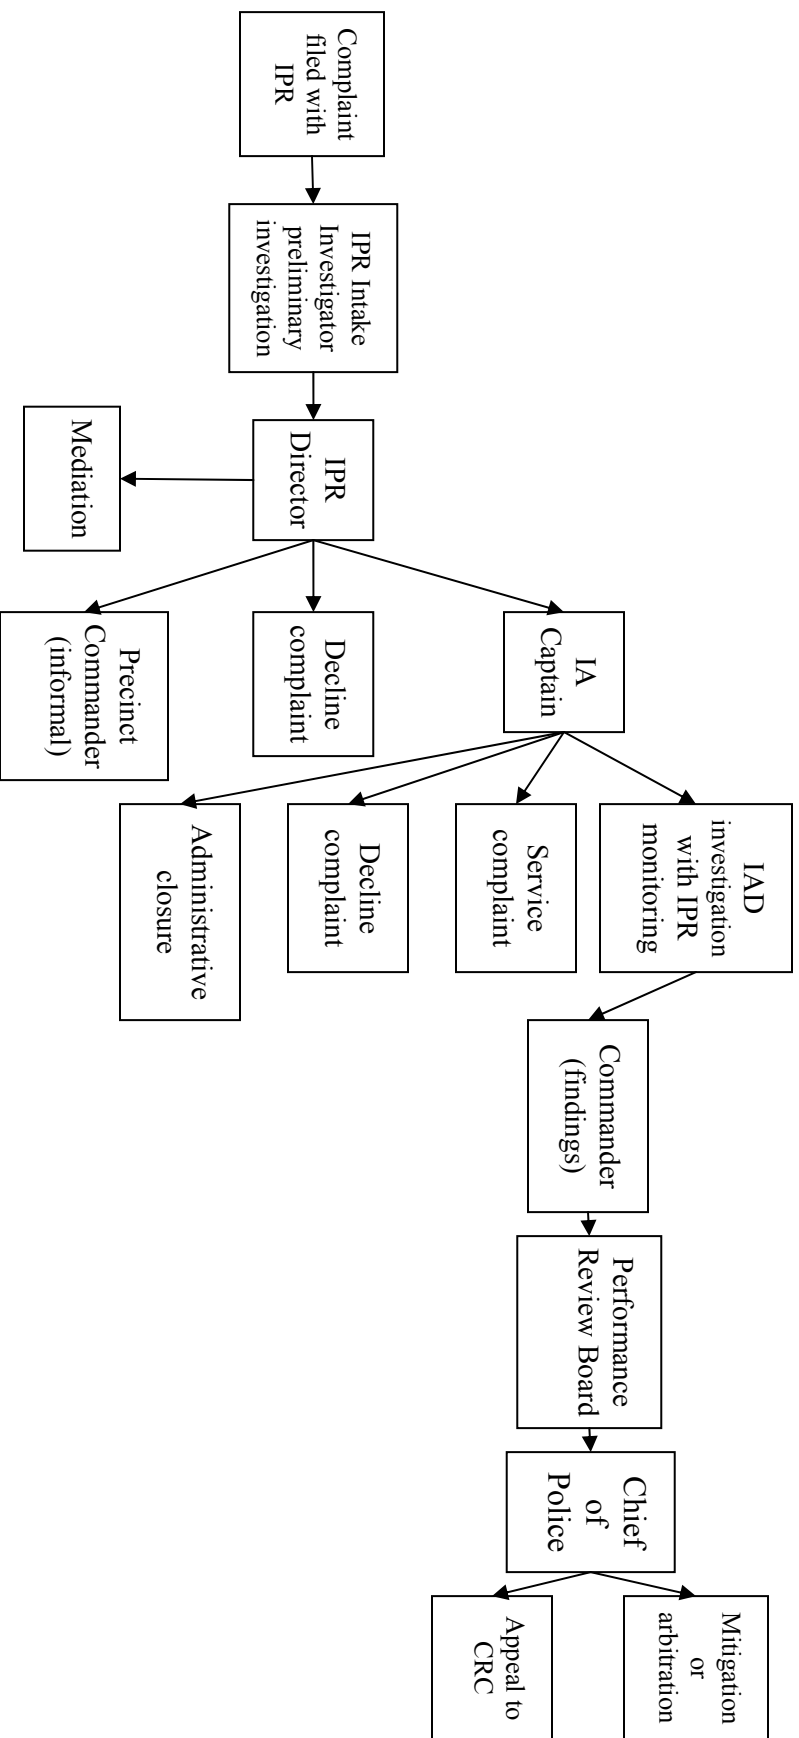 Complaint
filed with
IPR
IPR Intake
Investigator
preliminary
investigation
IPR
Director
Mediation
IA
Captain
Decline
complaint
Precinct
Commander
(informal)
IAD
investigation
with IPR
monitoring
Service
complaint
Decline
complaint
Administrative
closure
Commander
(findings)
Performance
Review Board
Chief
of
Police
Mitigation
or
arbitration
Appeal to
CRC